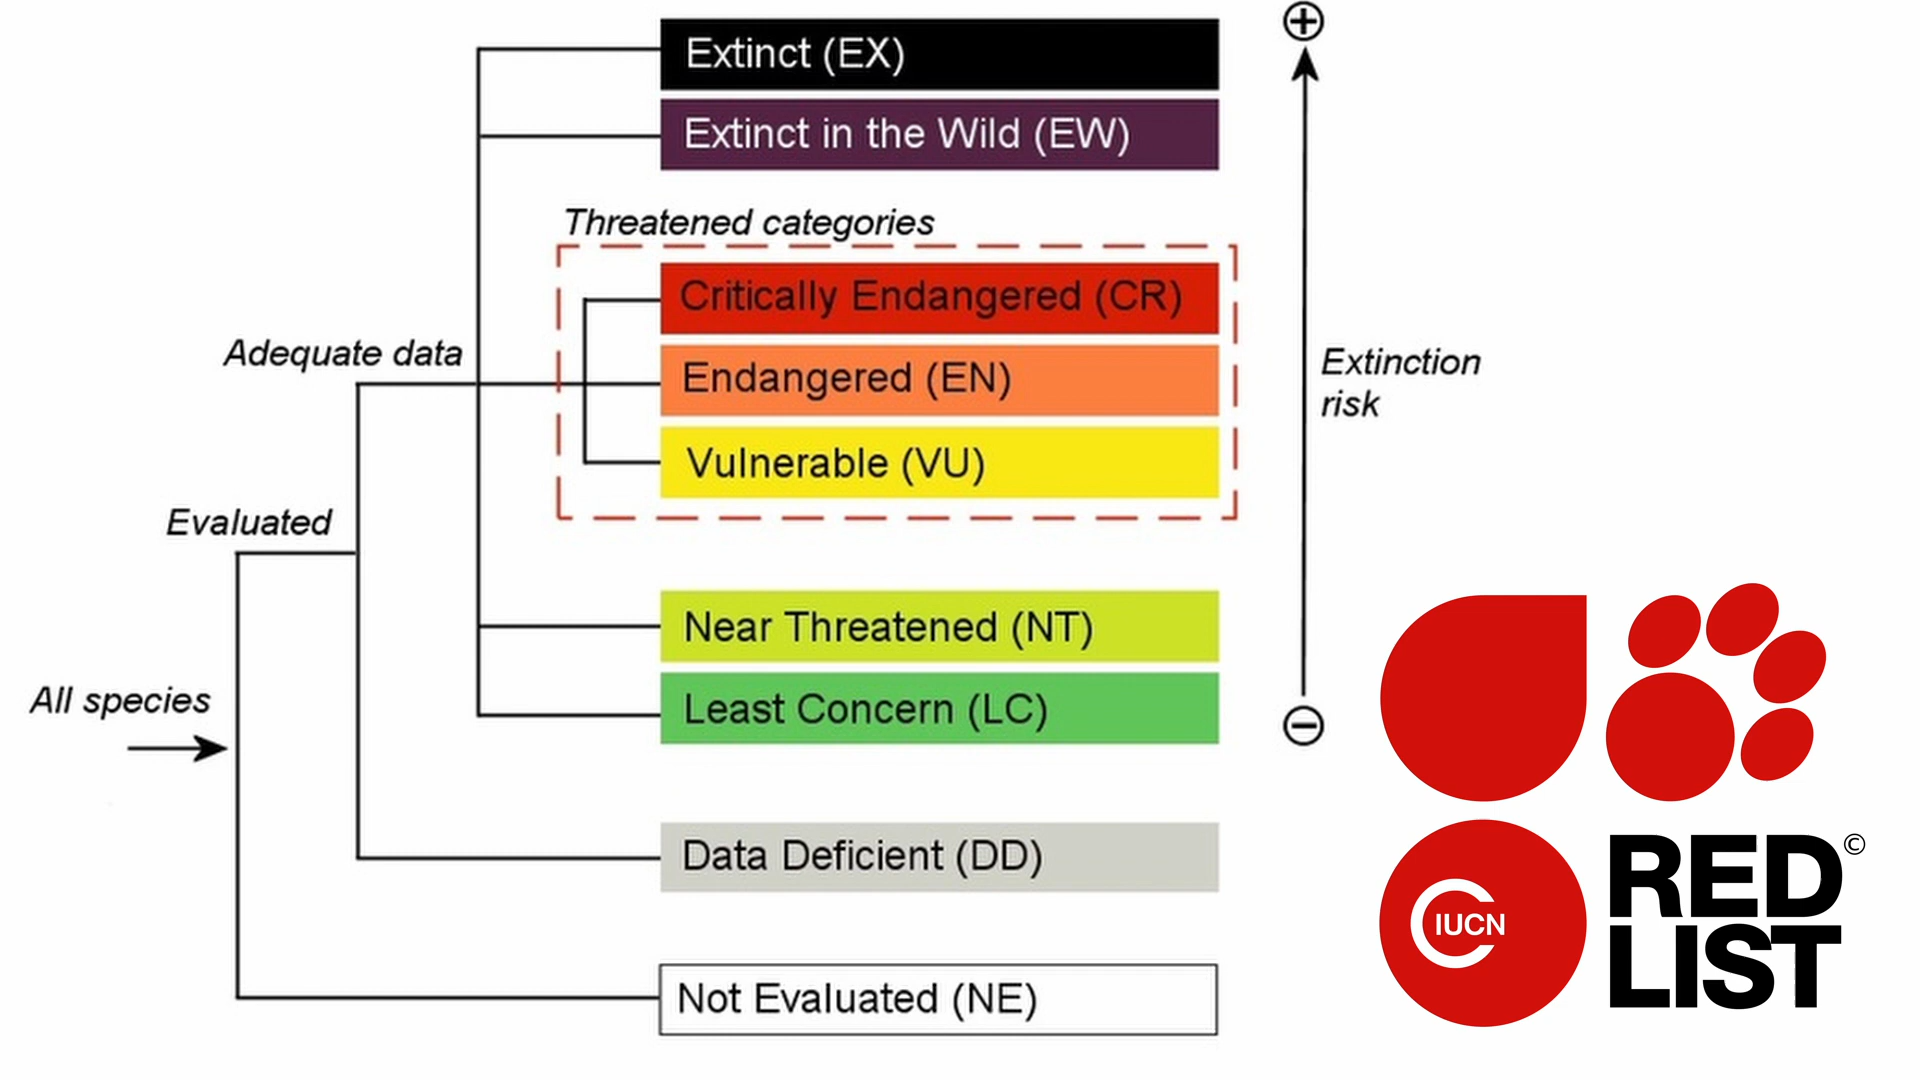 Extinct (EX)
Extinct in the Wild (EW)
Threatened categories
Critically Endangered (CR)
Adequate data
Endangered (EN)
Extinction
risk
Vulnerable (VU)
Evaluated
Near Threatened (NT)
All species
Least Concern (LC)
Data Deficient (DD)
Not Evaluated (NE)
IUCN
RED©
LIST